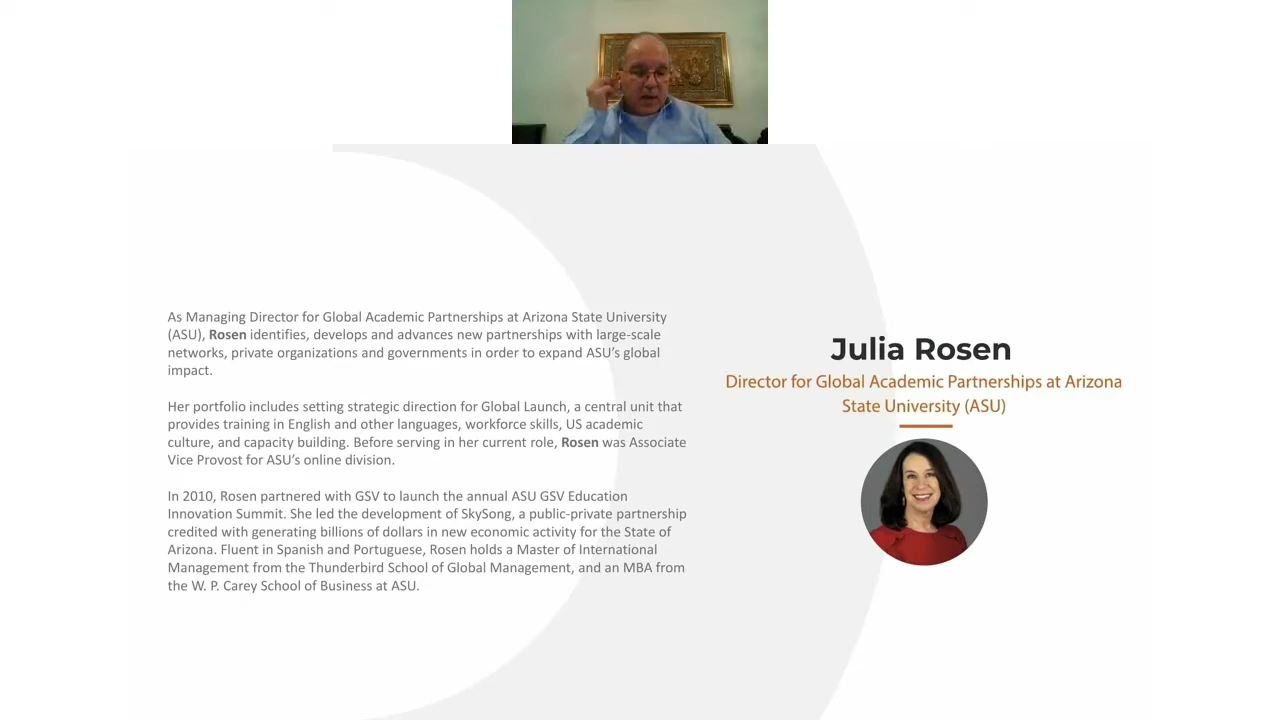 As Managing Director for Global Academic Partnerships at Arizona State University
(ASU), Rosen identifies, develops and advances new partnerships with large-scale
networks, private organizations and governments in order to expand ASU's global
impact.
Her portfolio includes setting strategic direction for Global Launch, a central unit that
provides training in English and other languages, workforce skills, US academic
culture, and capacity building. Before serving in her current role, Rosen was Associate
Vice Provost for ASU's online division.
In 2010, Rosen partnered with GSV to launch the annual ASU GSV Education
Innovation Summit. She led the development of SkySong, a public-private partnership
credited with generating billions of dollars in new economic activity for the State of
Arizona. Fluent in Spanish and Portuguese, Rosen holds a Master of International
Management from the Thunderbird School of Global Management, and an MBA from
the W. P. Carey School of Business at ASU.
Julia Rosen
Director for Global Academic Partnerships at Arizona
State University (ASU)